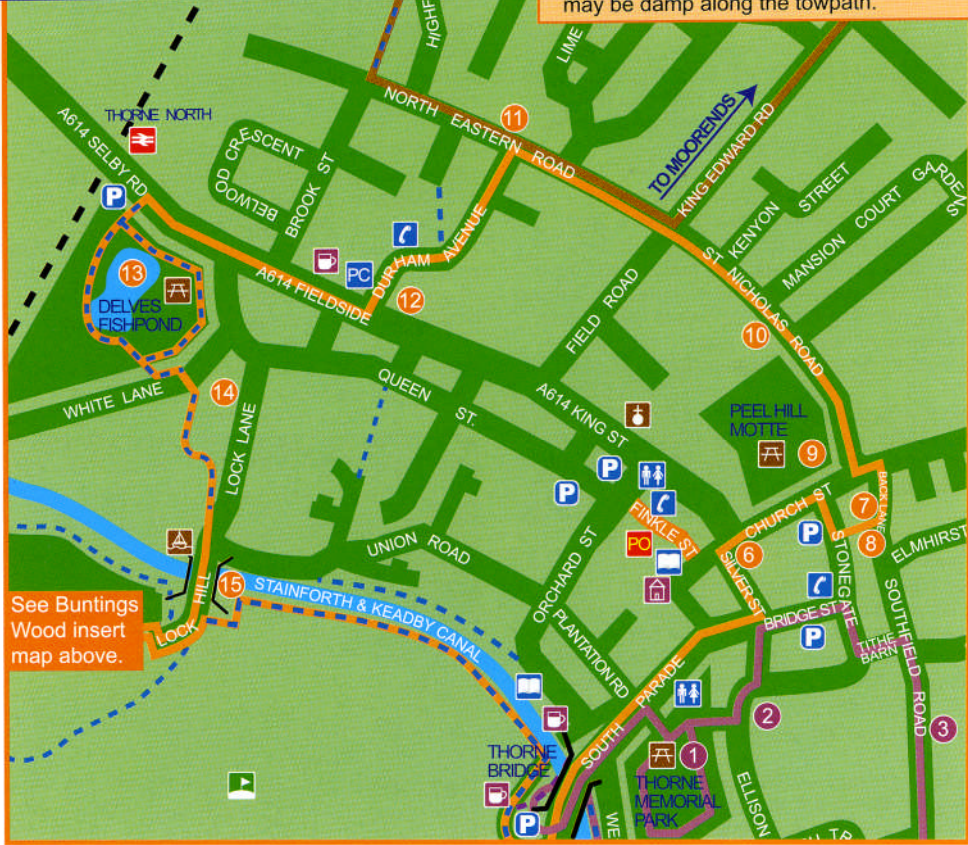 may be damp along the towpath.
HIGHF
LIME
THORNE NORTH
A614 SELBY RD
P
NORTH EASTERN ROAD
11
TO MOORENDS
KING EDWARD RD
BELWOOD CRESCENT
BROOK ST
DURHAM AVENUE
KENYON STREET
MANSION COURT GARDENS
ST NICHOLAS ROAD
13
DELVES
FISHPOND
PC
12
A614 FIELDSIDE
FIELD ROAD
10
WHITE LANE
14
LOCK LANE
QUEEN ST.
A614 KING ST
PEEL HILL
MOTTE
9
P
P
FINKLE ST
CHURCH ST
BACK LANE
7
8
ELMHIRST
PO
6
SILVER ST
P
STONEGATE
UNION ROAD
ORCHARD ST
PLANTATION RD
BRIDGE ST
P
TITHE
BARN
SOUTHFIELD ROAD
15
LOCK HILL
STAINFORTH & KEADBY CANAL
See Buntings
Wood insert
map above.
SOUTH PARADE
2
3
THORNE
BRIDGE
1
THORNE
MEMORIAL
PARK
ELLISON
P
WE
TR